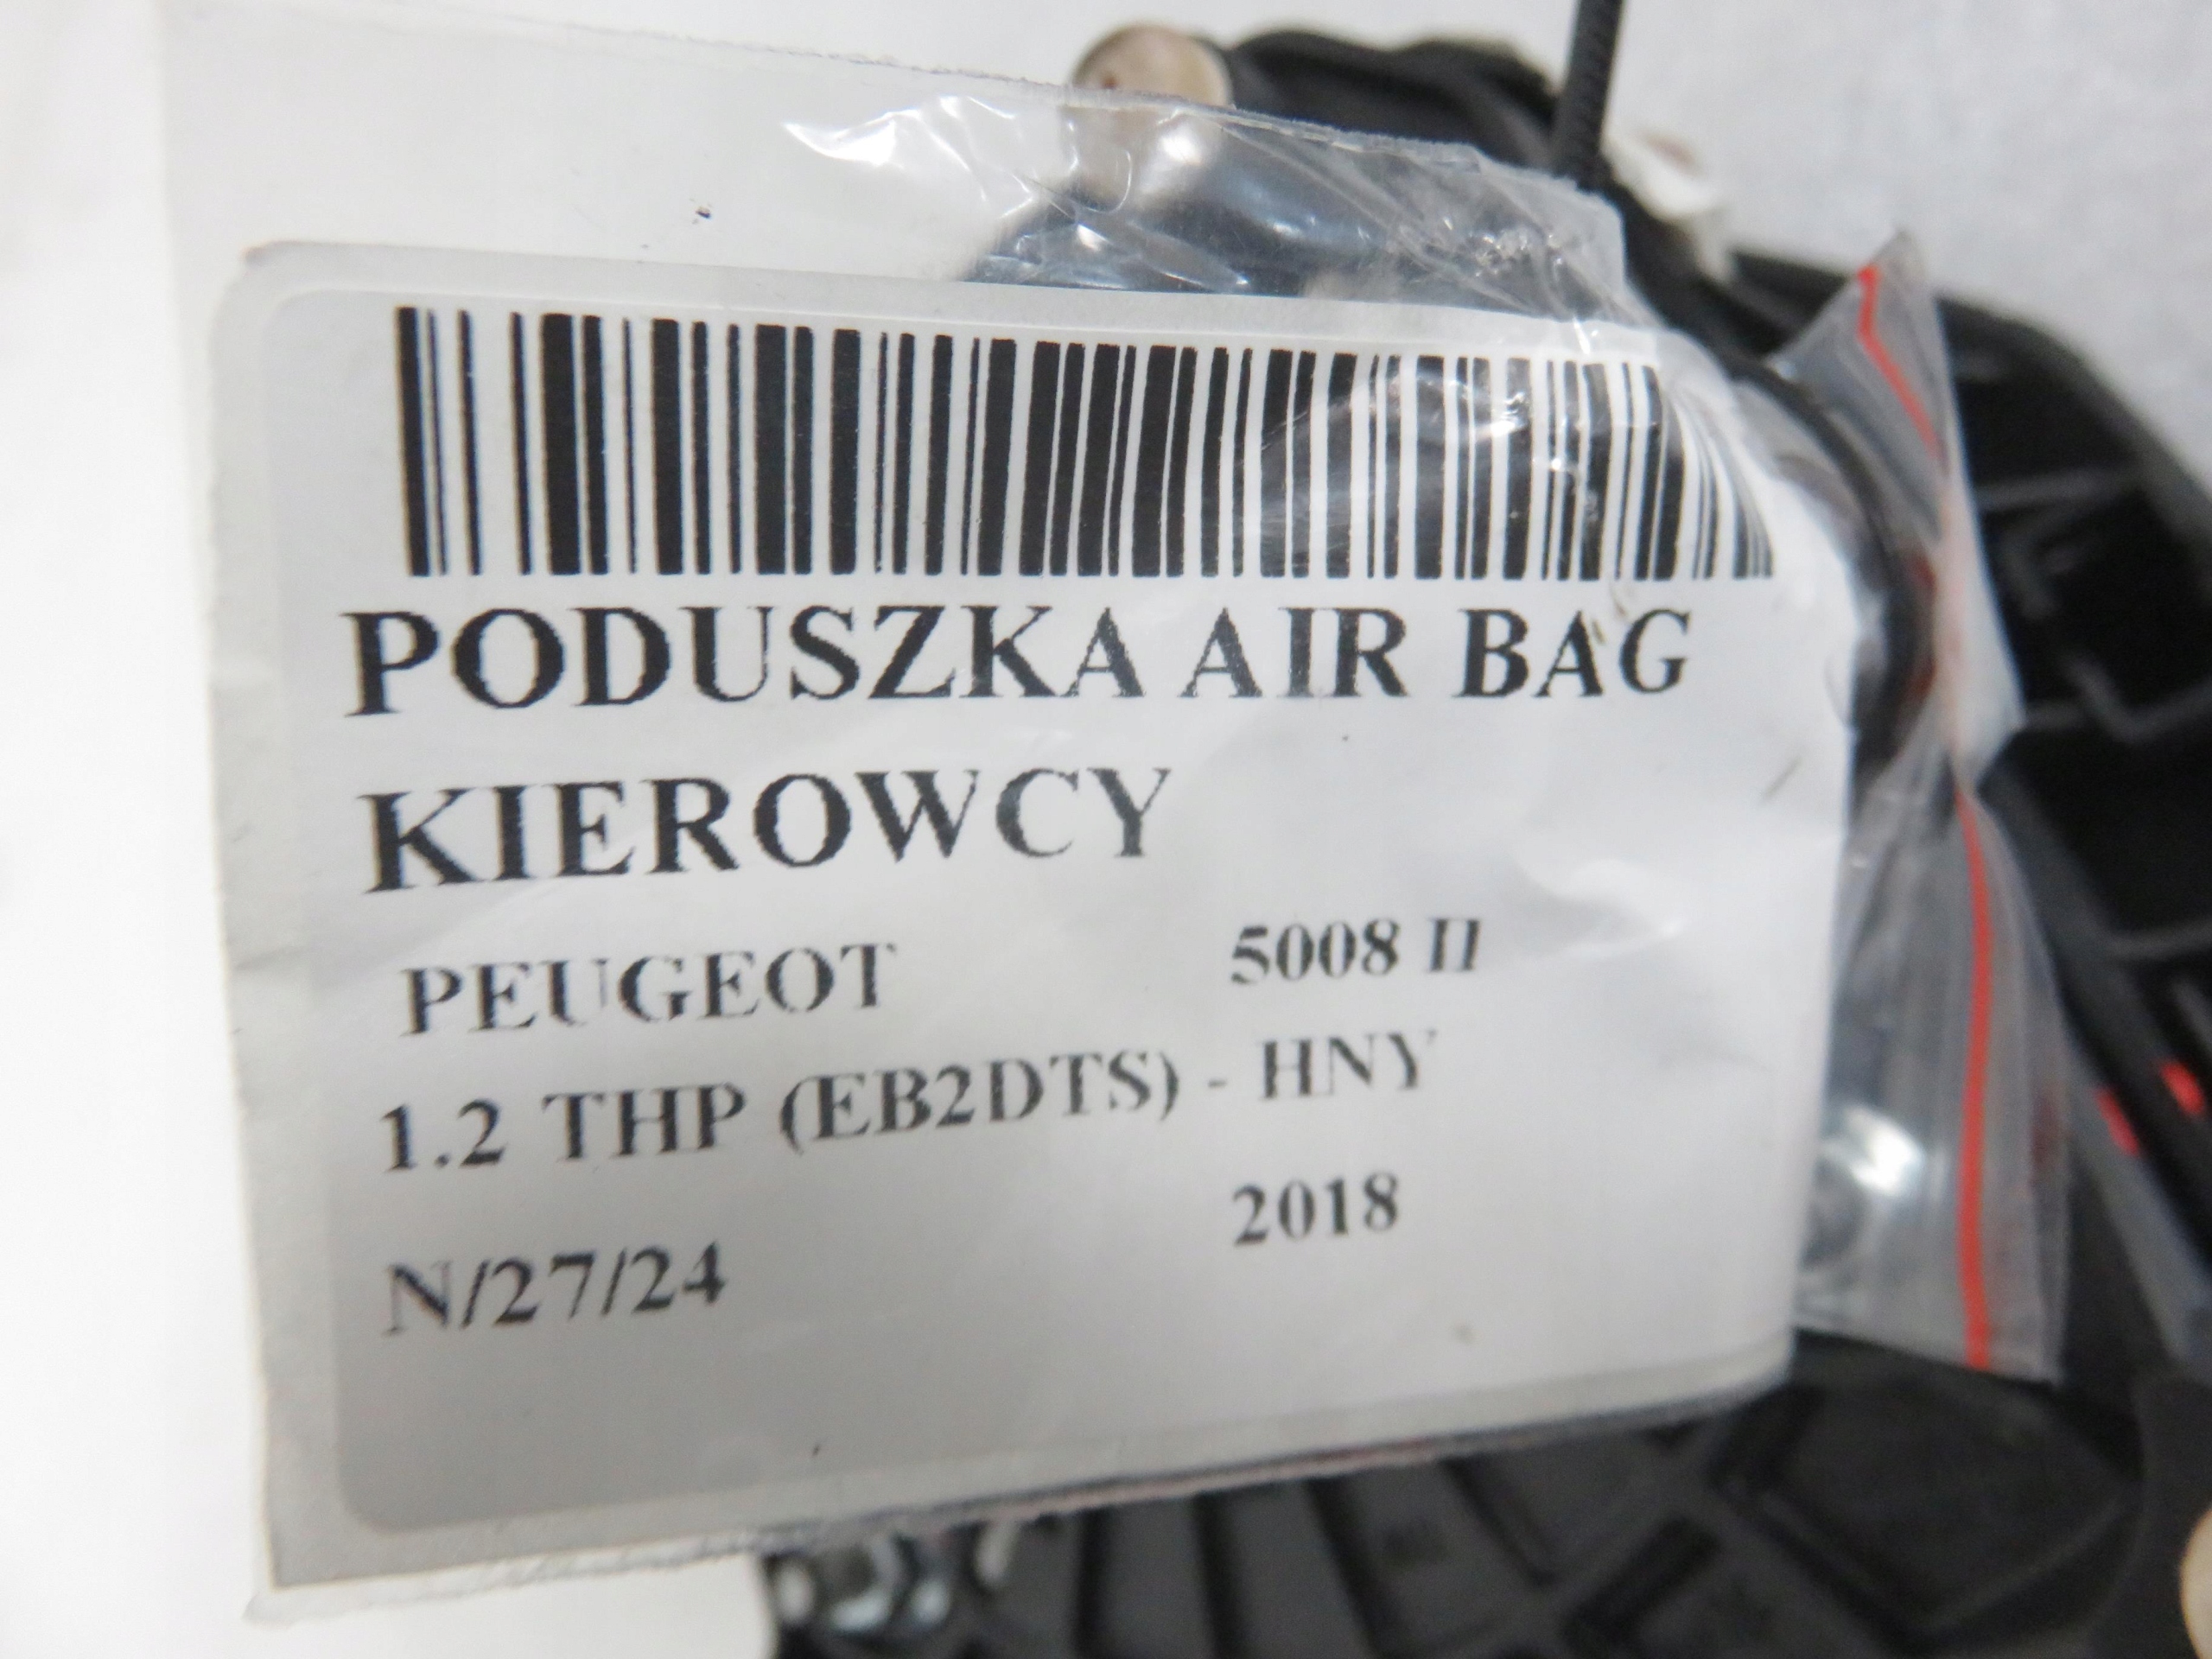 PODUSZKA AIR BAG
KIEROWCY
PEUGEOT 5008 II
1.2 THP (EB2DTS) - HNY
N/27/24 2018